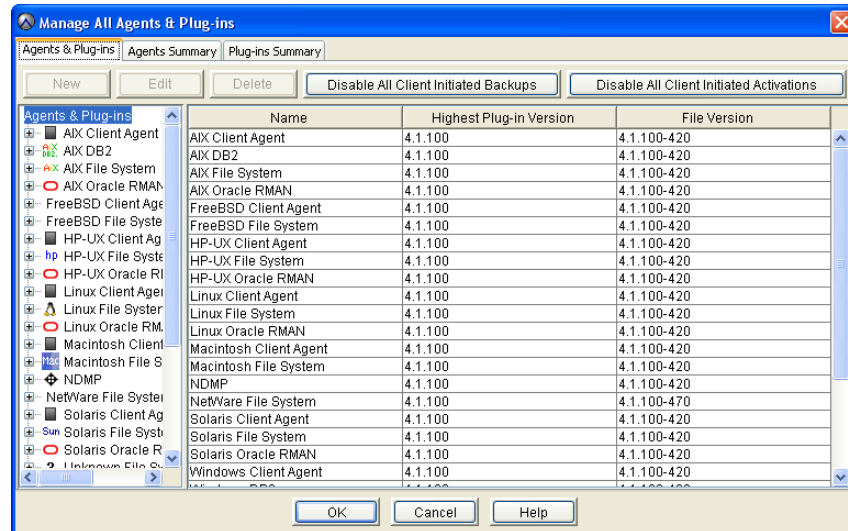 Manage All Agents & Plug-ins
Agents & Plug-ins Agents Summary Plug-ins Summary
New Edit Delete Disable All Client Initiated Backups Disable All Client Initiated Activations
Agents & Plug-ins
AIX Client Agent
AIX DB2 AIX DB2
AIX AIX File System
AIX Oracle RMAN
FreeBSD Client Age
FreeBSD File Syste
HP-UX Client Ag
hp HP-UX File Syste
HP-UX Oracle RI
Linux Client Ager
Linux File System
Linux Oracle RM.
Macintosh Client
Mac Macintosh File S
NDMP
NetWare File System
Solaris Client Ag
Sun Solaris File Syst
Solaris Oracle R
? Unknown File Sy
Name Highest Plug-in Version File Version
AIX Client Agent 4.1.100 4.1.100-420
AIX DB2 4.1.100 4.1.100-420
AIX File System 4.1.100 4.1.100-420
AIX Oracle RMAN 4.1.100 4.1.100-420
FreeBSD Client Agent 4.1.100 4.1.100-420
FreeBSD File System 4.1.100 4.1.100-420
HP-UX Client Agent 4.1.100 4.1.100-420
HP-UX File System 4.1.100 4.1.100-420
HP-UX Oracle RMAN 4.1.100 4.1.100-420
Linux Client Agent 4.1.100 4.1.100-420
Linux File System 4.1.100 4.1.100-420
Linux Oracle RMAN 4.1.100 4.1.100-420
Macintosh Client Agent 4.1.100 4.1.100-420
Macintosh File System 4.1.100 4.1.100-420
NDMP 4.1.100 4.1.100-420
NetWare File System 4.1.100 4.1.100-470
Solaris Client Agent 4.1.100 4.1.100-420
Solaris File System 4.1.100 4.1.100-420
Solaris Oracle RMAN 4.1.100 4.1.100-420
Windows Client Agent 4.1.100 4.1.100-420
OK Cancel Help